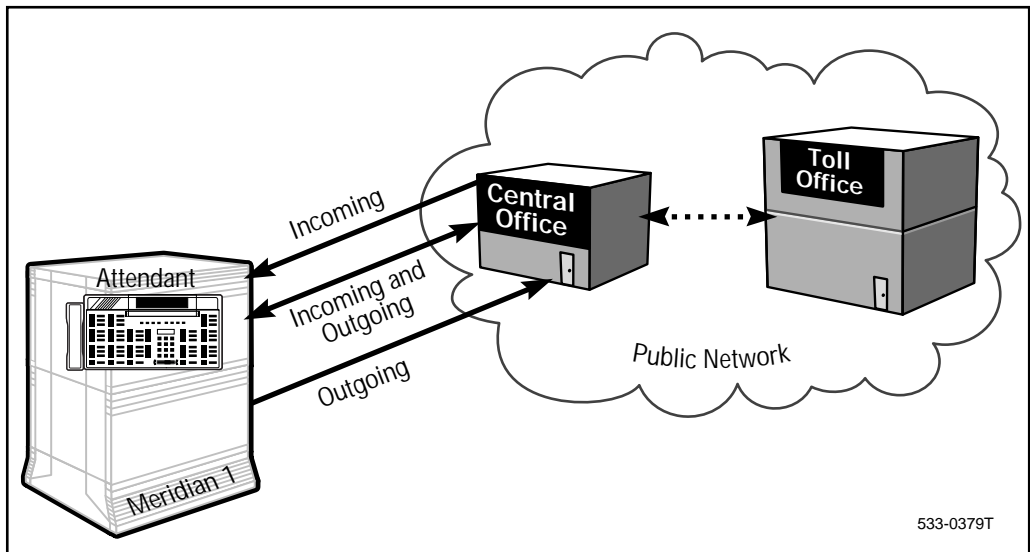 Toll
Office
Central
Office
Incoming
Attendant
Incoming and
Outgoing
Outgoing
Public Network
Meridian 1
533-0379T